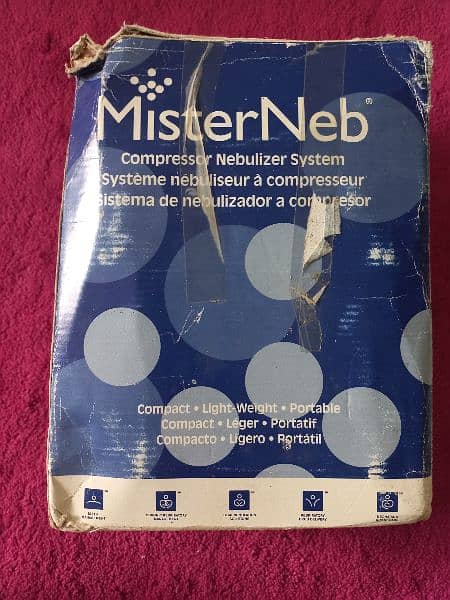 MisterNeb®
Compressor Nebulizer System
Système nébuliseur à compresseur
Sistema de nebulizador a compresor
Compact • Light-Weight • Portable
Compact • Léger • Portatif
Compacto • Ligero • Portátil